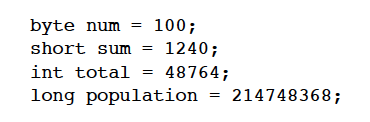 byte num = 100;
short sum = 1240;
int total = 48764;
long population = 214748368;